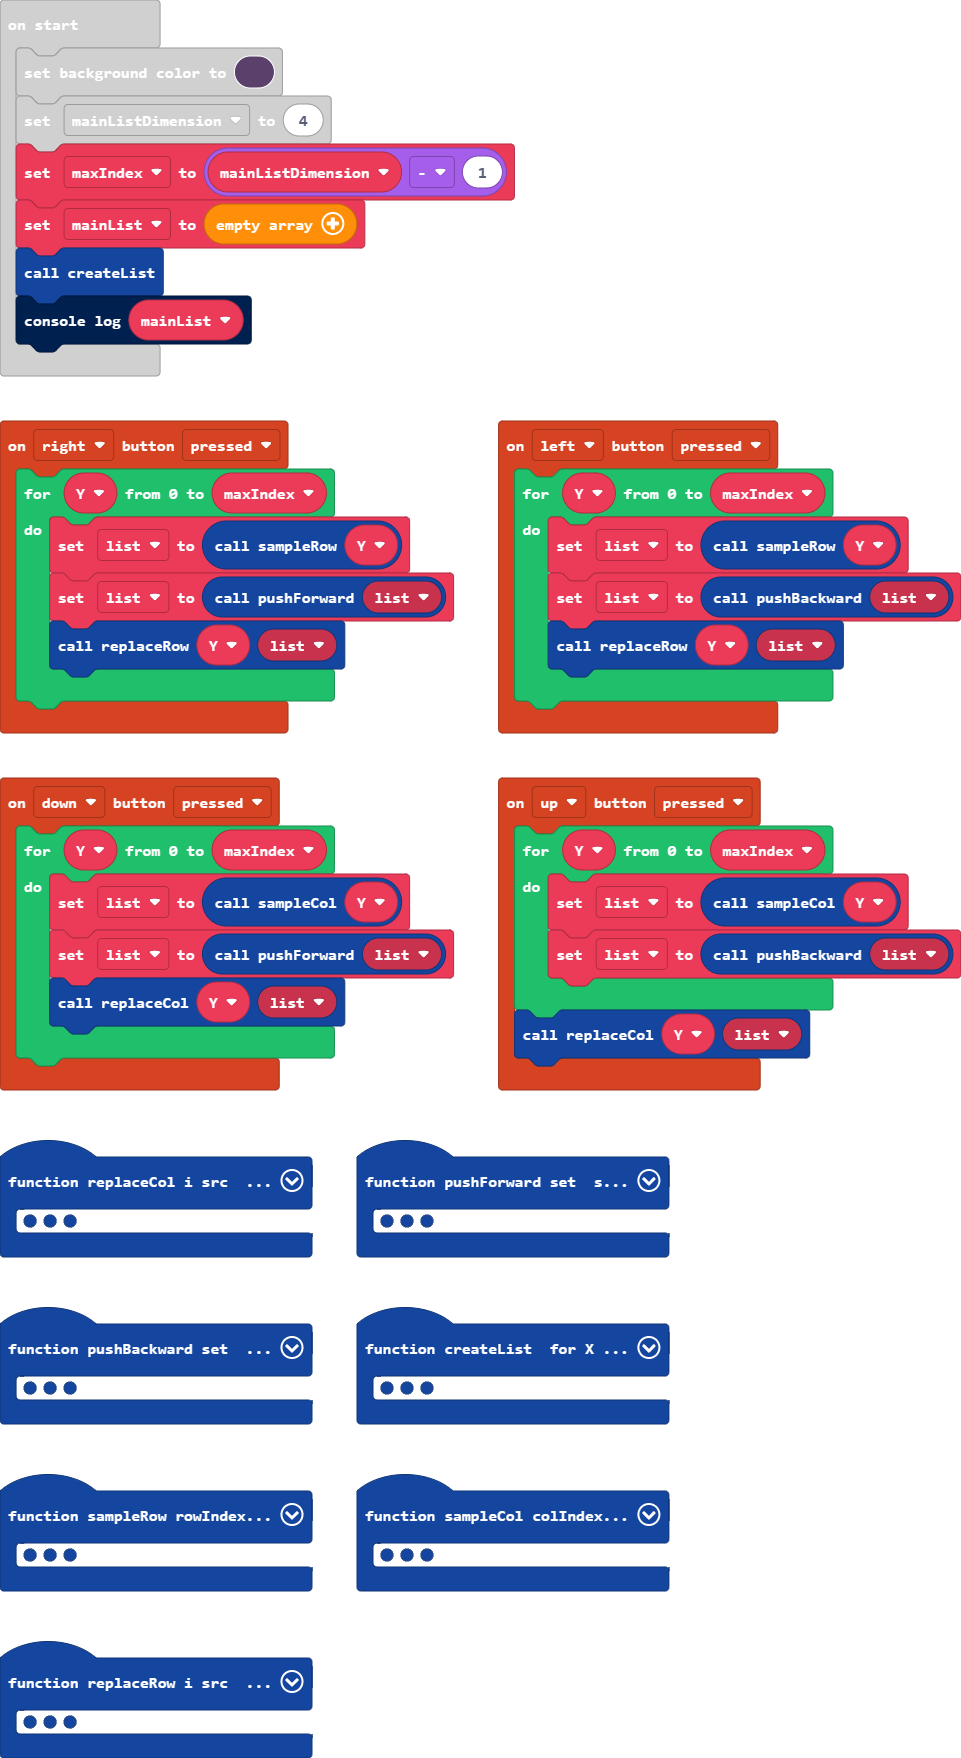 on start
set background color to
set mainListDimension to 4
set maxIndex to mainListDimension - 1
set mainList to empty array
call createList
console log mainList
on right button pressed
for Y from 0 to maxIndex
do
set list to call sampleRow Y
set list to call pushForward list
call replaceRow Y list
on left button pressed
for Y from 0 to maxIndex
do
set list to call sampleRow Y
set list to call pushBackward list
call replaceRow Y list
on down button pressed
for Y from 0 to maxIndex
do
set list to call sampleCol Y
set list to call pushForward list
call replaceCol Y list
on up button pressed
for Y from 0 to maxIndex
do
set list to call sampleCol Y
set list to call pushBackward list
call replaceCol Y list
function replaceCol i src ...
function pushForward set s...
function pushBackward set ...
function createList for X ...
function sampleRow rowIndex...
function sampleCol colIndex...
function replaceRow i src ...